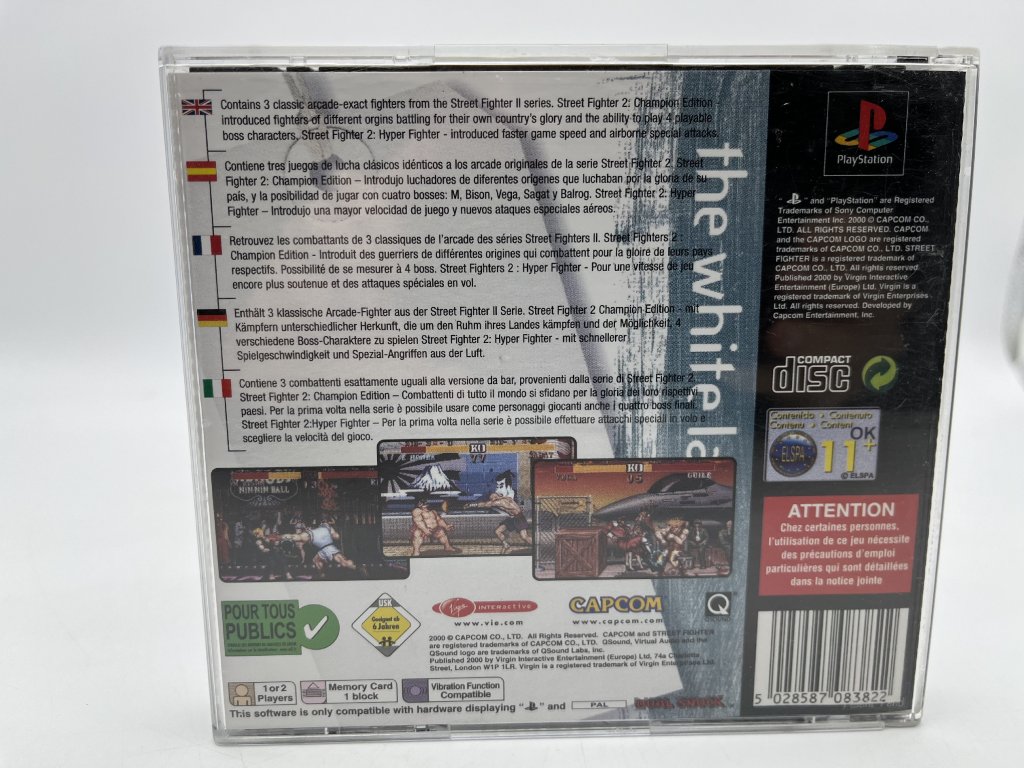 Contains 3 classic arcade-exact fighters from the Street Fighter II series. Street Fighter 2: Champion Edition -
introduced fighters of different orgins battling for their own country's glory and the ability to play 4 playable
boss characters. Street Fighter 2: Hyper Fighter - introduced faster game speed and airborne special attacks.
Contiene tres juegos de lucha clásicos idénticos a los arcade originales de la serie Street Fighter 2. Street
Fighter 2: Champion Edition – Introdujo luchadores de diferentes orígenes que luchaban por la gloria de su
país, y la posibilidad de jugar con cuatro bosses: M, Bison, Vega, Sagat y Balrog. Street Fighter 2: Hyper
Fighter – Introdujo una mayor velocidad de juego y nuevos ataques especiales aéreos.
Retrouvez les combattants de 3 classiques de l'arcade des séries Street Fighters II. Street Fighters 2 :
Champion Edition - Introduit des guerriers de différentes origines qui combattent pour la gloire de leurs pays
respectifs. Possibilité de se mesurer à 4 boss. Street Fighters 2 : Hyper Fighter - Pour une vitesse de jeu
encore plus soutenue et des attaques spéciales en vol.
Enthält 3 klassische Arcade-Fighter aus der Street Fighter II Serie. Street Fighter 2 Champion Edition - mit
Kämpfern unterschiedlicher Herkunft, die um den Ruhm ihres Landes kämpfen und der Möglichkeit, 4
verschiedene Boss-Charaktere zu spielen Street Fighter 2: Hyper Fighter - mit schnellerer
Spielgeschwindigkeit und Spezial-Angriffen aus der Luft.
Contiene 3 combattenti esattamente uguali alla versione da bar, provenienti dalla serie di Street Fighter 2.
Street Fighter 2: Champion Edition – Combattenti di tutto il mondo si sfidano per la gloria dei loro rispettivi
paesi. Per la prima volta nella serie è possibile usare come personaggi giocanti anche i quattro boss finali.
Street Fighter 2:Hyper Fighter – Per la prima volta nella serie è possibile effettuare attacchi speciali in volo e
scegliere la velocità del gioco.
the white la
PlayStation
" " and "PlayStation" are Registered
Trademarks of Sony Computer
Entertainment Inc. 2000 © CAPCOM CO.,
LTD. ALL RIGHTS RESERVED. CAPCOM
and the CAPCOM LOGO are registered
trademarks of CAPCOM CO., LTD. STREET
FIGHTER is a registered trademark of
CAPCOM CO., LTD. All rights reserved.
Published 2000 by Virgin Interactive
Entertainment (Europe) Ltd. Virgin is a
registered trademark of Virgin Enterprises
Ltd. All rights reserved. Developed by
Capcom Entertainment, Inc.
COMPACT
disc
Contenido • Contenuto
Contenu • Content
ELSPA
OK
11+
© ELSPA
ATTENTION
Chez certaines personnes,
l'utilisation de ce jeu nécessite
des précautions d'emploi
particulières qui sont détaillées
dans la notice jointe
NINNIN HALL
KO
KO
VEGA
US
GUILE
POUR TOUS
PUBLICS
USK
Geeignet ab
6 Jahren
Virgin INTERACTIVE
www.vie.com
CAPCOM
www.capcom.com
Q
QSOUND
2000 © CAPCOM CO., LTD. All Rights Reserved. CAPCOM and STREET FIGHTER
are registered trademarks of CAPCOM CO., LTD. QSound, Virtual Audio and the
QSound logo are trademarks of QSound Labs, Inc.
Published 2000 by Virgin Interactive Entertainment (Europe) Ltd, 74a Charlotte
Street, London W1P 1LR. Virgin is a registered trademark of Virgin Enterprises Ltd.
1 or 2
Players
Memory Card
1 block
Vibration Function
Compatible
This software is only compatible with hardware displaying " " and PAL
DUAL SHOCK
5 028587 083822